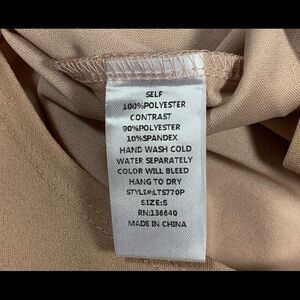 SELF
100%POLYESTER
CONTRAST
90%POLYESTER
10%SPANDEX
HAND WASH COLD
WATER SEPARATELY
COLOR WILL BLEED
HANG TO DRY
STYLE#:LTS770P
SIZE:S
RN:136640
MADE IN CHINA